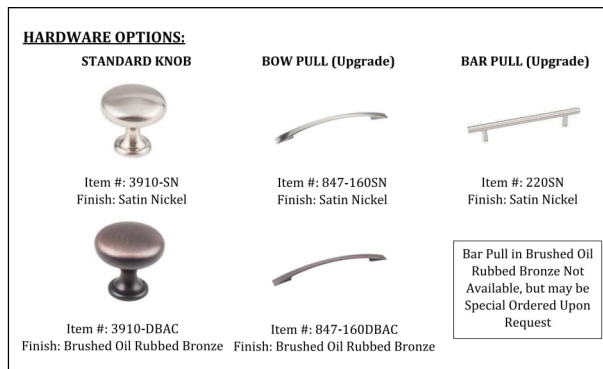 HARDWARE OPTIONS:
STANDARD KNOB
BOW PULL (Upgrade)
BAR PULL (Upgrade)
Item #: 3910-SN
Finish: Satin Nickel
Item #: 847-160SN
Finish: Satin Nickel
Item #: 220SN
Finish: Satin Nickel
Item #: 3910-DBAC
Finish: Brushed Oil Rubbed Bronze
Item #: 847-160DBAC
Finish: Brushed Oil Rubbed Bronze
Bar Pull in Brushed Oil
Rubbed Bronze Not
Available, but may be
Special Ordered Upon
Request